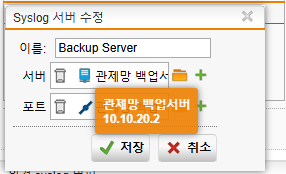 Syslog 서버 수정
이름: Backup Server
서버 관제망 백업서
포트
관제망 백업서버
10.10.20.2
저장 취소